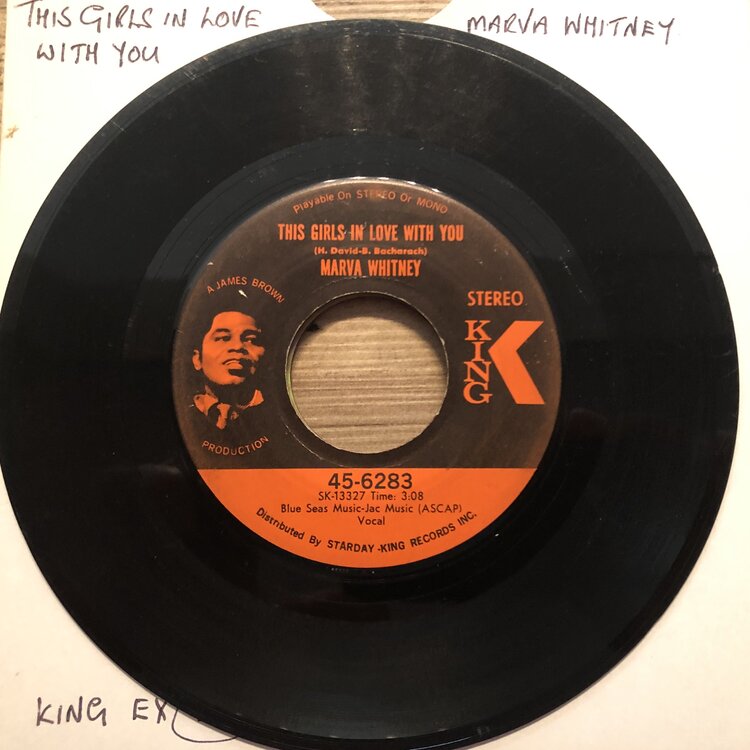 THIS GIRLS IN LOVE
WITH YOU
MARVA WHITNEY
Playable On STEREO Or MONO
THIS GIRLS IN LOVE WITH YOU
(H. David-B. Bacharach)
MARVA WHITNEY
A JAMES BROWN
PRODUCTION
STEREO
KING
45-6283
SK-13327 Time: 3:08
Blue Seas Music-Jac Music (ASCAP)
Vocal
Distributed By STARDAY-KING RECORDS INC.
KING EX